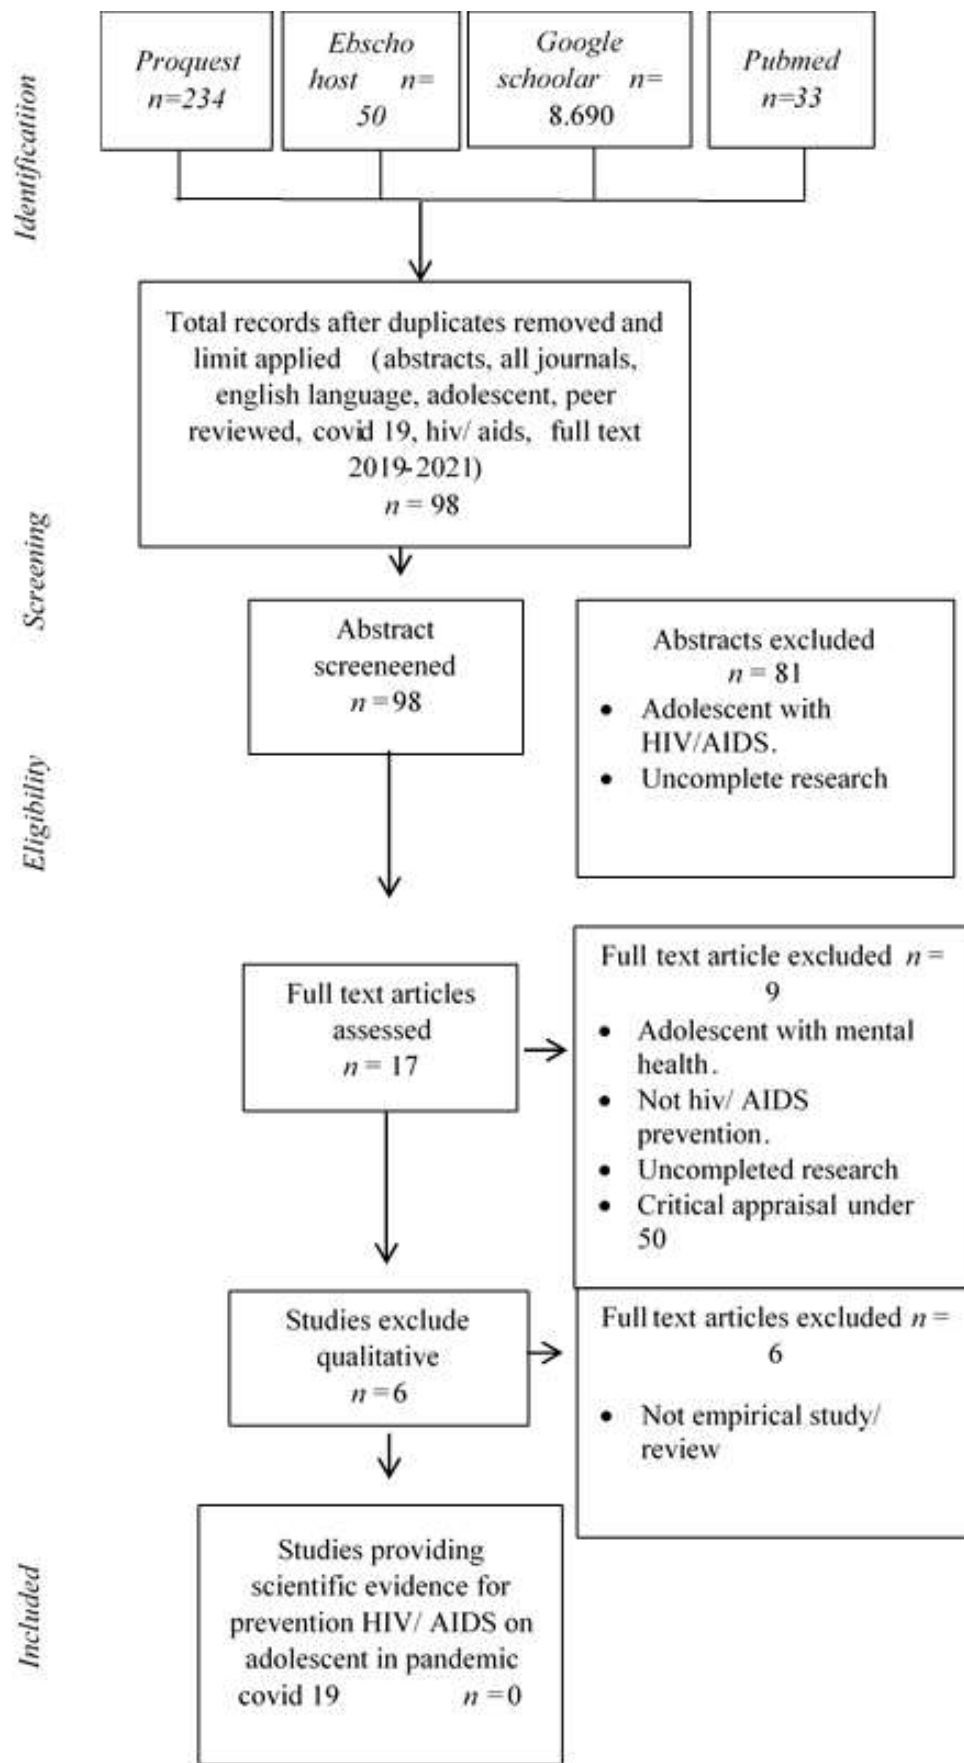 Identificatiion
Proquest
n=234
Ebscho
host n=
50
Google
schoolar n=
8.690
Pubmed
n=33
Total records after duplicates removed and
limit applied (abstracts, all journals,
english language, adolescent, peer
reviewed, covid 19, hiv/ aids, full text
2019-2021)
n = 98
Screening
Abstract
screeneened
n =98
Abstracts excluded
n = 81
• Adolescent with
HIV/AIDS.
• Uncomplete research
Eligibility
Full text articles
assessed
n = 17
Full text article excluded n =
9
• Adolescent with mental
health.
• Not hiv/ AIDS
prevention.
• Uncompleted research
• Critical appraisal under
50
Studies exclude
qualitative
n =6
Full text articles excluded n =
6
• Not empirical study/
review
Included
Studies providing
scientific evidence for
prevention HIV/ AIDS on
adolescent in pandemic
covid 19 n =0